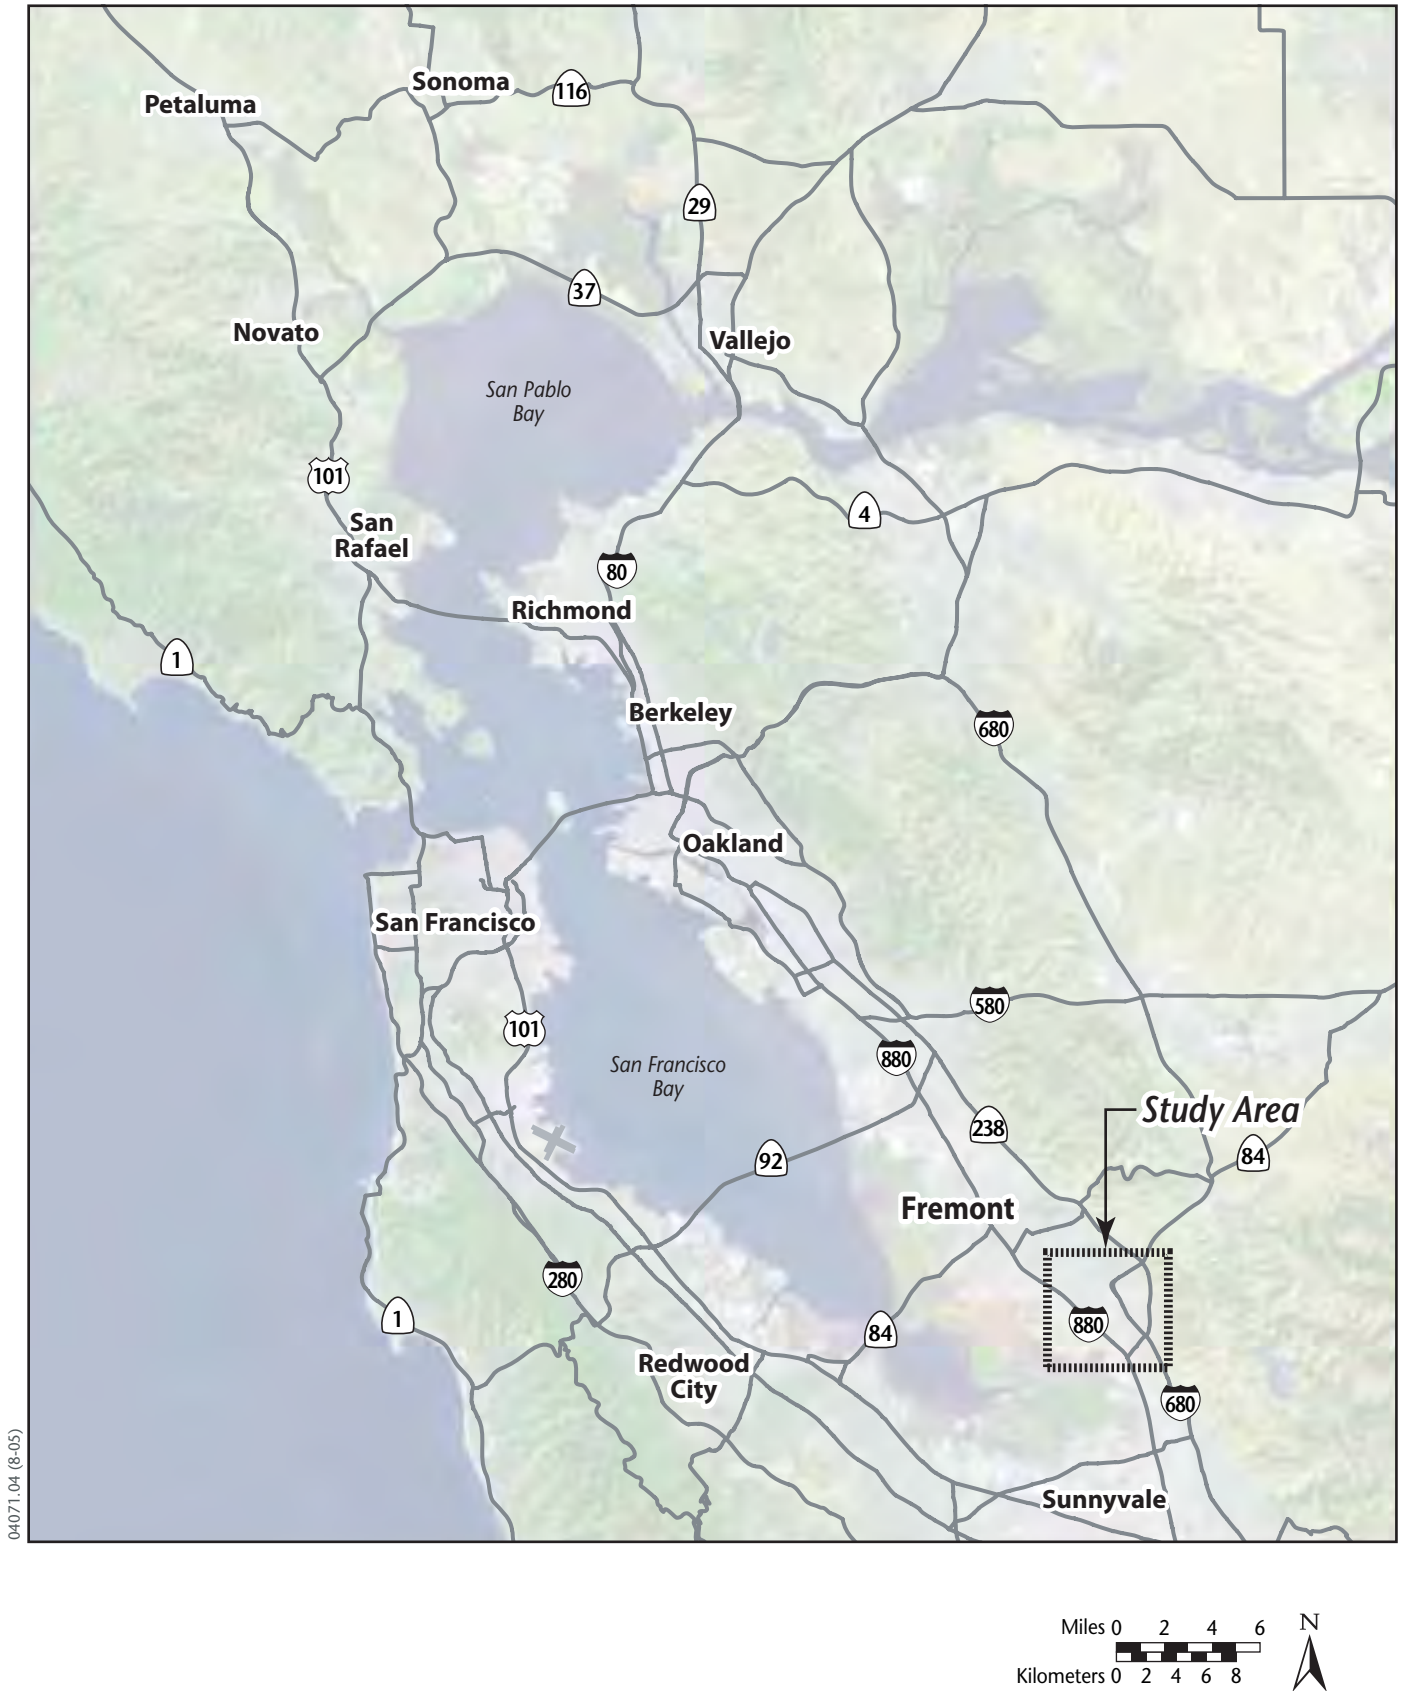 Sonoma
116
Petaluma
29
37
Novato
Vallejo
San Pablo
Bay
101
San
Rafael
4
80
Richmond
1
Berkeley
680
Oakland
San Francisco
580
101
880
San Francisco
Bay
Study Area
238
84
92
Fremont
280
1
880
84
Redwood
City
680
Sunnyvale
04071.04 (8-05)
Miles 0 2 4 6
N
Kilometers 0 2 4 6 8